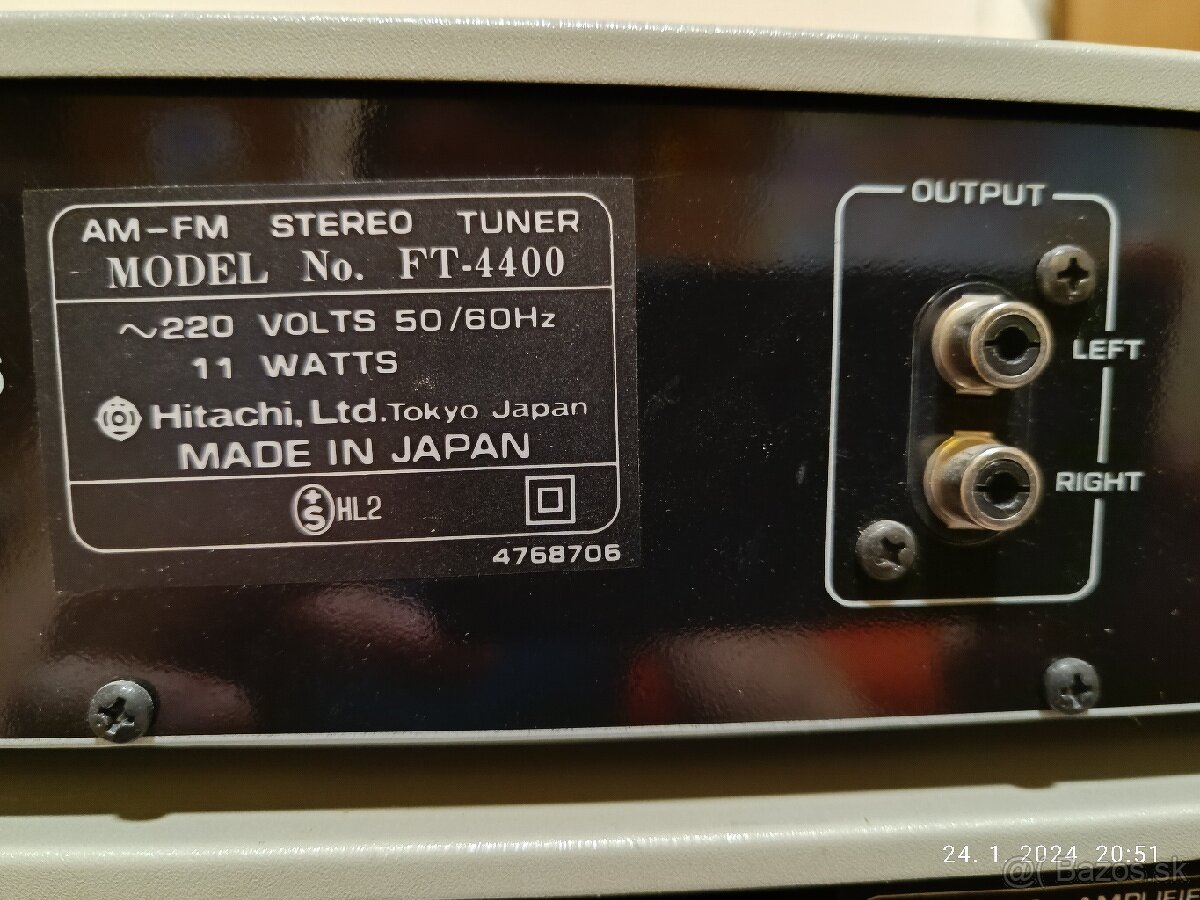 AM-FM STEREO TUNER
MODEL No. FT-4400
~220 VOLTS 50/60Hz
11 WATTS
Hitachi, Ltd. Tokyo Japan
MADE IN JAPAN
+S HL2
4768706
OUTPUT
LEFT
RIGHT
24. 1. 2024 20:51
Bazos.sk